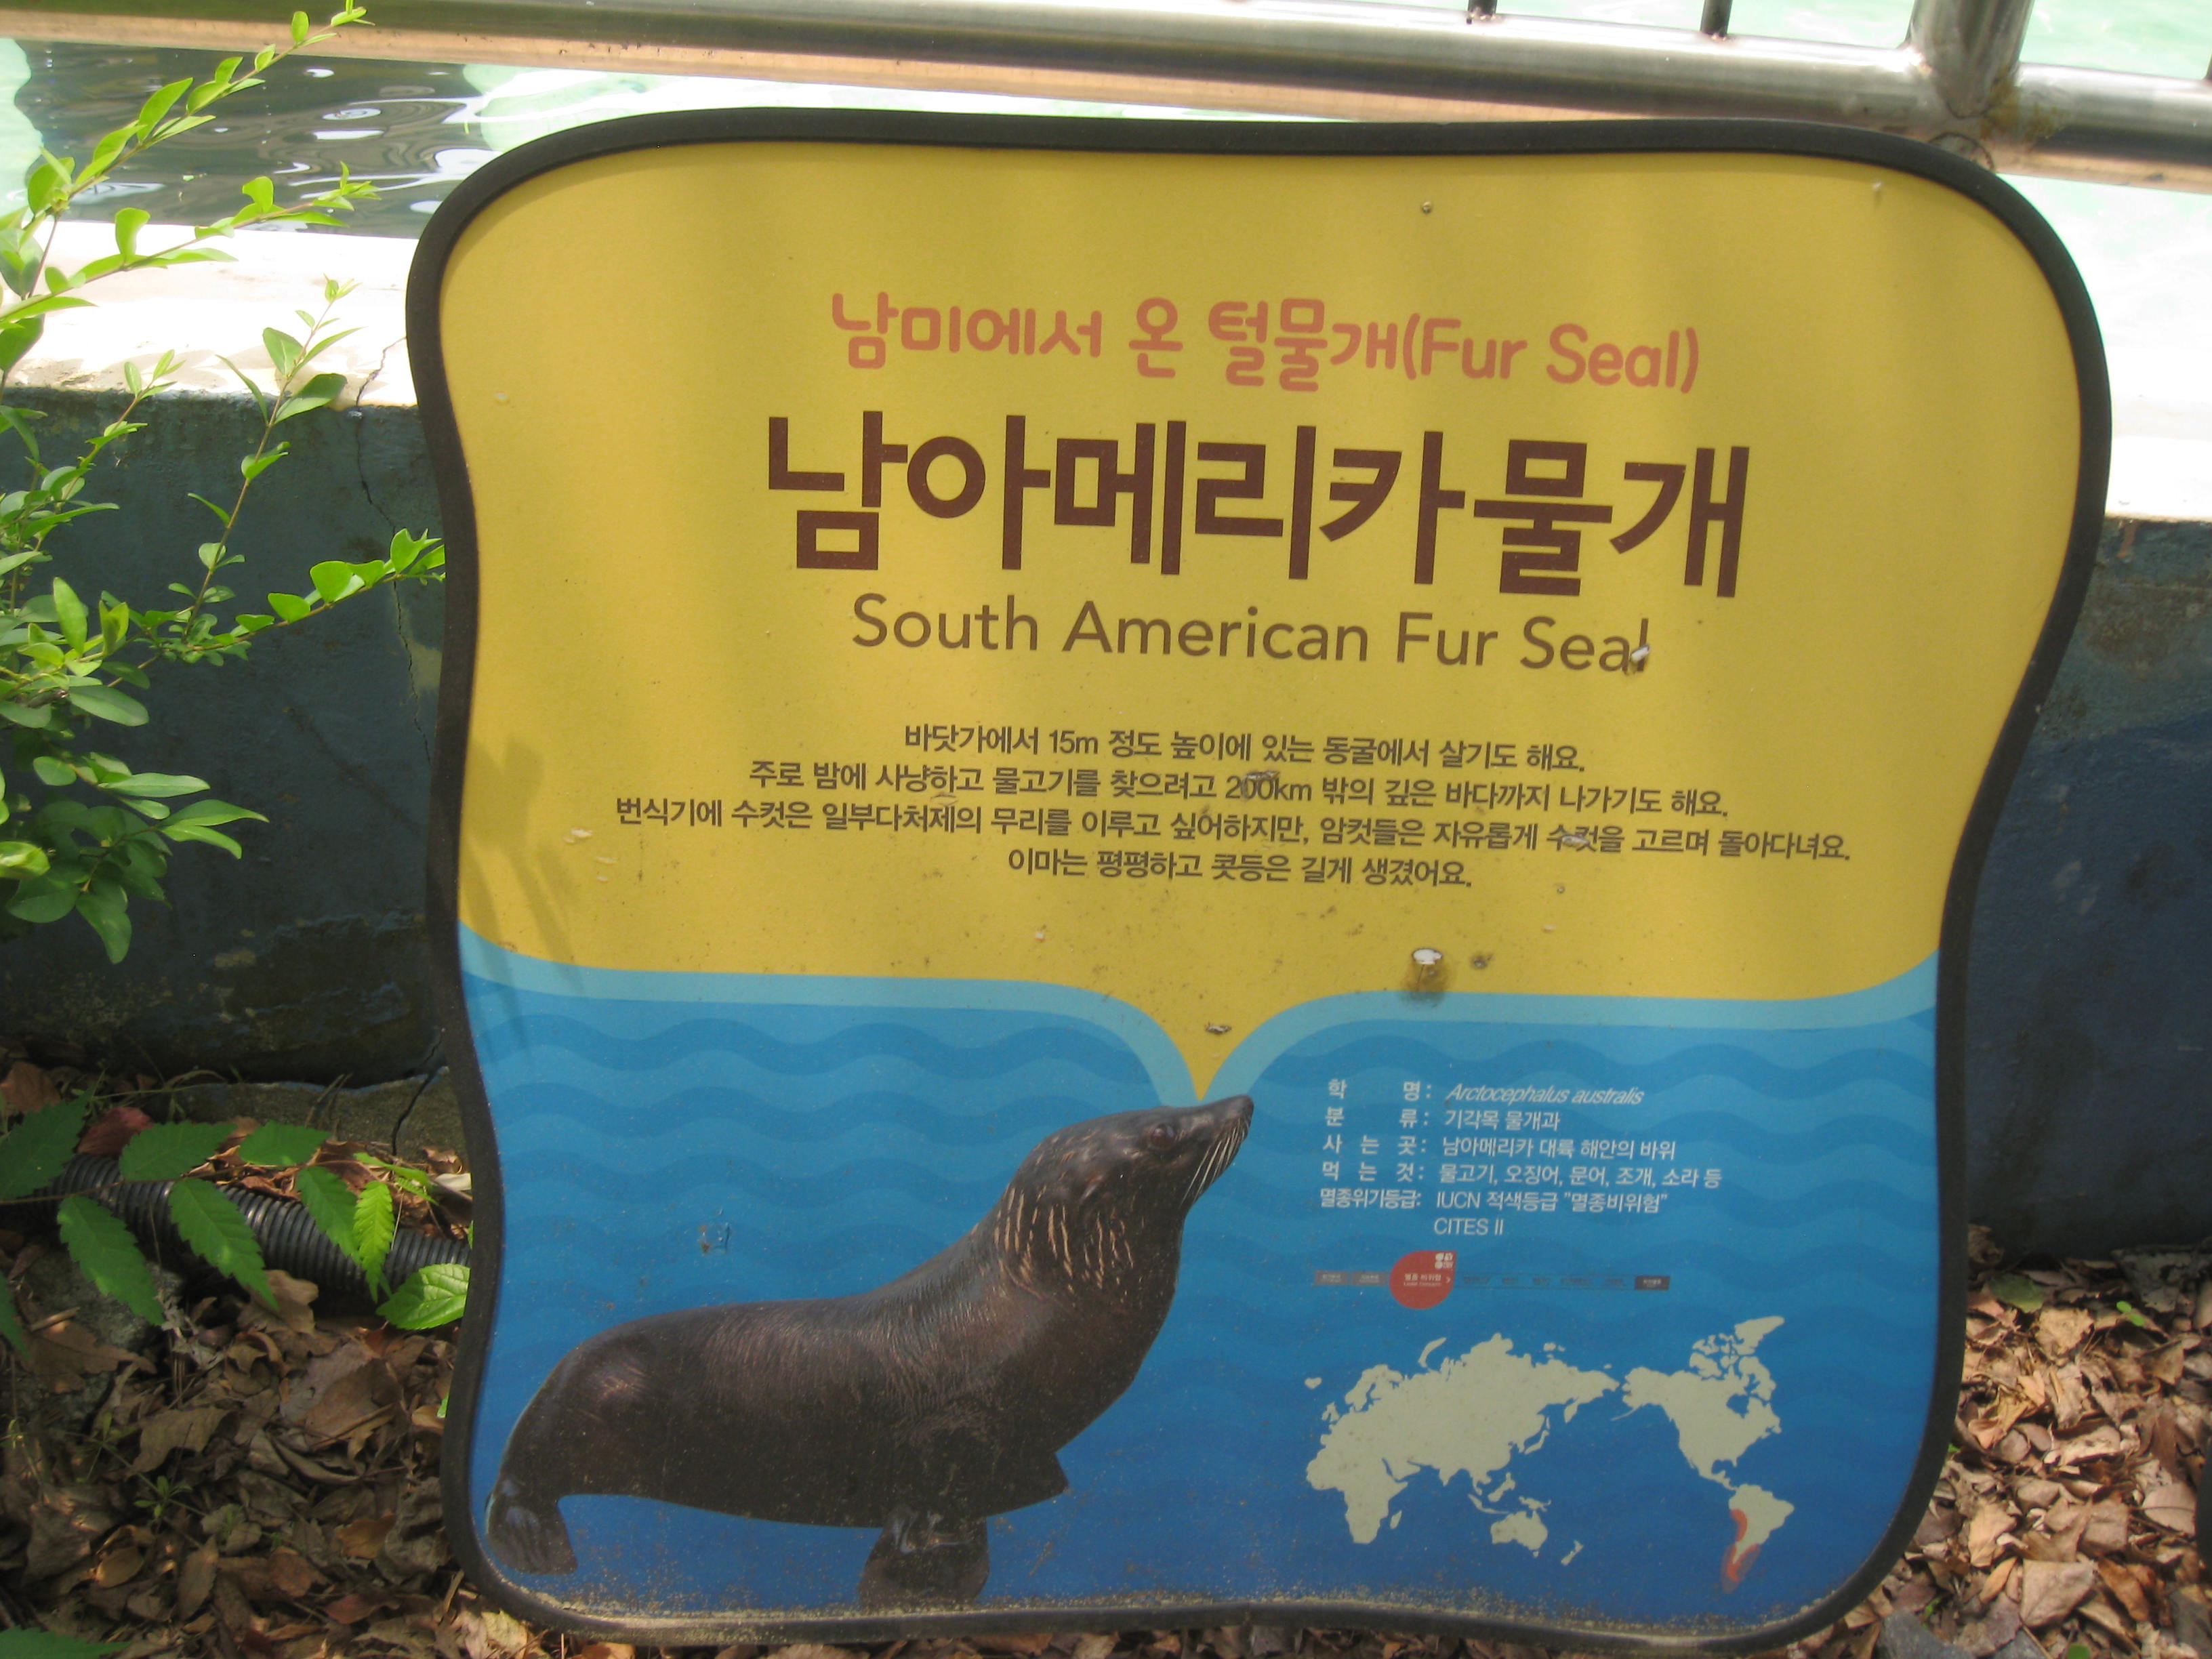 남미에서 온 털물개(Fur Seal)
남아메리카물개
South American Fur Seal
바닷가에서 15m 정도 높이에 있는 동굴에서 살기도 해요.
주로 밤에 사냥하고 물고기를 찾으려고 200km 밖의 깊은 바다까지 나가기도 해요.
번식기에 수컷은 일부다처제의 무리를 이루고 싶어하지만, 암컷들은 자유롭게 수컷을 고르며 돌아다녀요.
이마는 평평하고 콧등은 길게 생겼어요.
학 명 : Arctocephalus australis
분 류 : 기각목 물개과
사 는 곳 : 남아메리카 대륙 해안의 바위
먹 는 것 : 물고기, 오징어, 문어, 조개, 소라 등
멸종위기등급: IUCN 적색등급 "멸종비위험"
CITES II